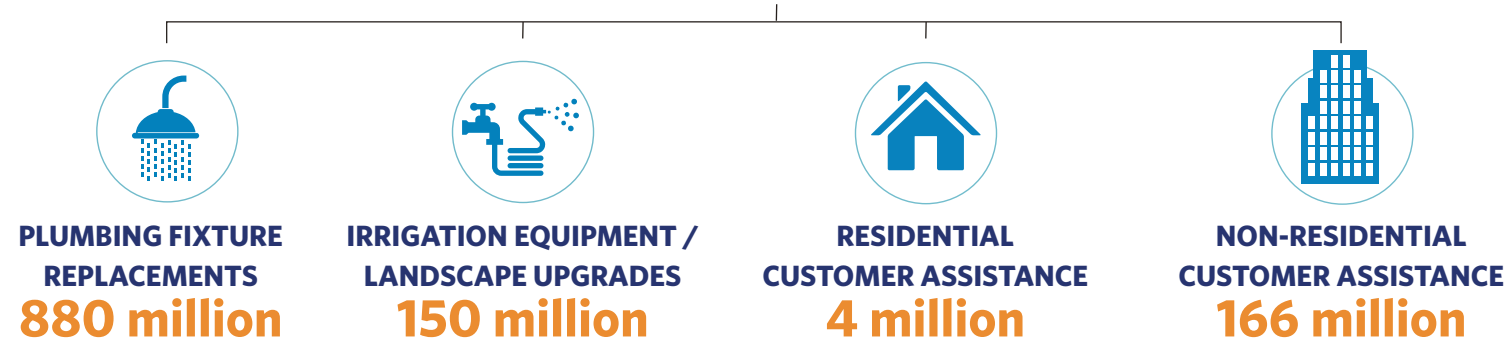 PLUMBING FIXTURE
REPLACEMENTS
880 million
IRRIGATION EQUIPMENT /
LANDSCAPE UPGRADES
150 million
RESIDENTIAL
CUSTOMER ASSISTANCE
4 million
NON-RESIDENTIAL
CUSTOMER ASSISTANCE
166 million